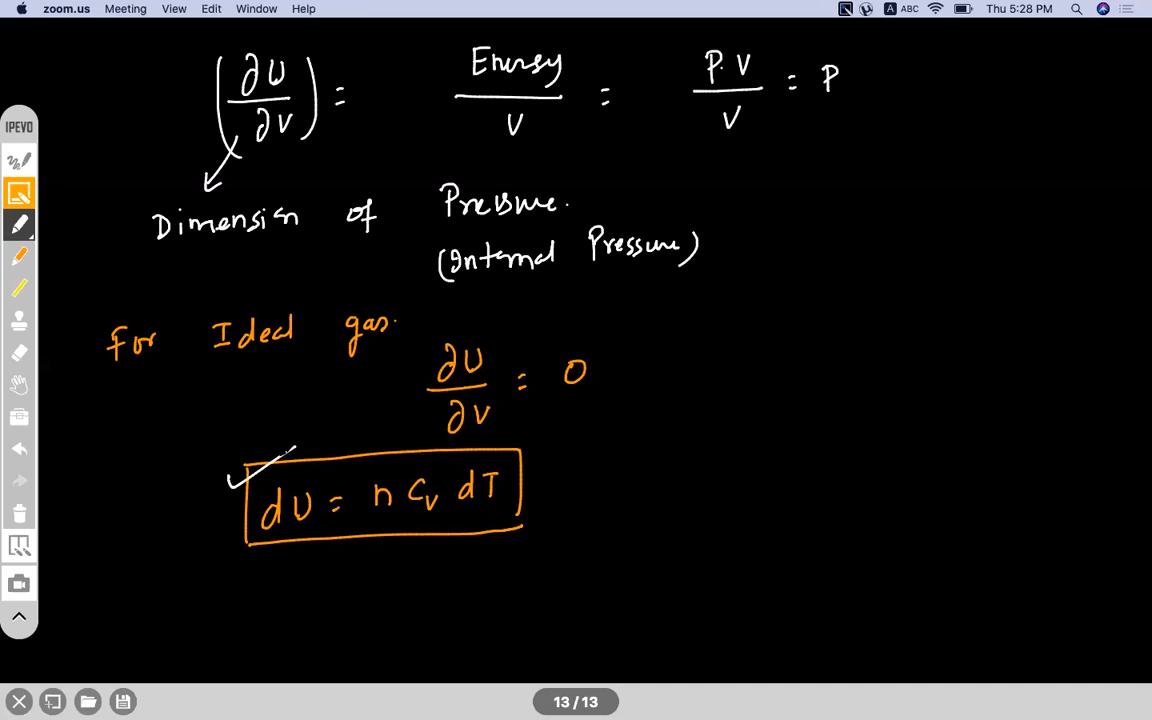 zoom.us Meeting View Edit Window Help A ABC Thu 5:28 PM
(∂U/∂V) = Energy/V = P.V/V = P
IPEVO
Dimension of Pressure.
(Internal Pressure)
For Ideal gas.
∂U/∂V = 0
dU = n Cv dT
13/13